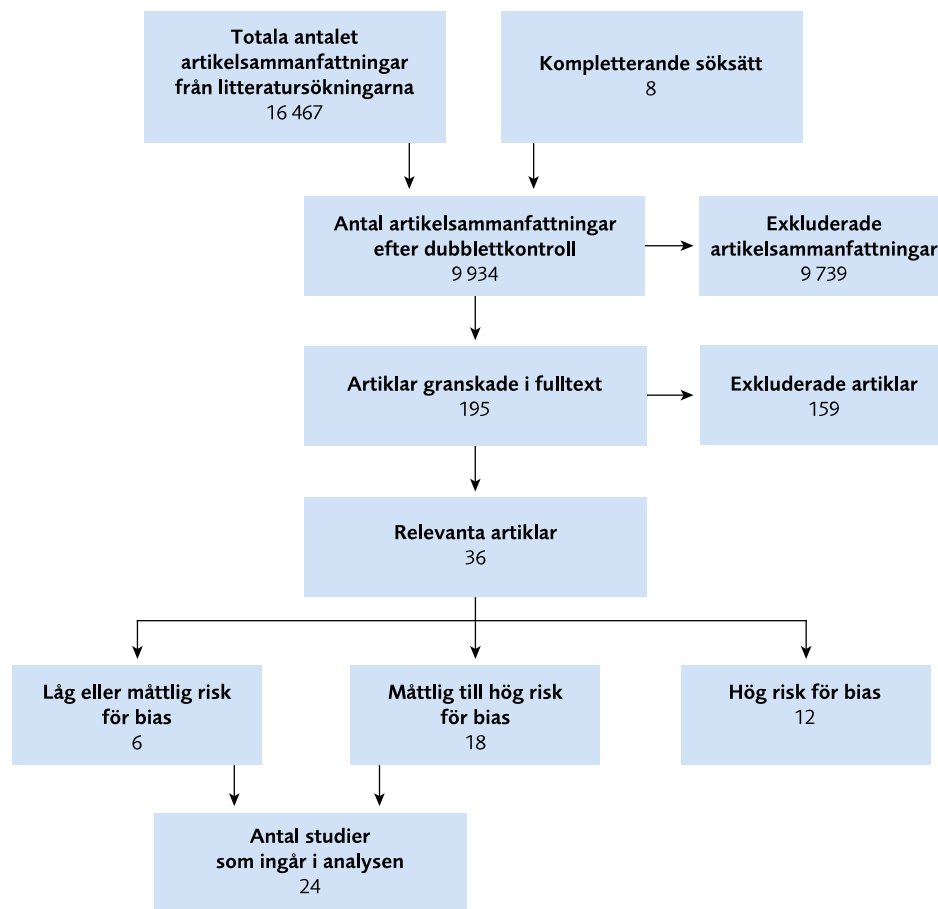 Totala antalet
artikelsammanfattningar
från litteratursökningarna
16 467
Kompletterande söksätt
8
Antal artikelsammanfattningar
efter dubblettkontroll
9 934
Exkluderade
artikelsammanfattningar
9 739
Artiklar granskade i fulltext
195
Exkluderade artiklar
159
Relevanta artiklar
36
Låg eller måttlig risk
för bias
6
Måttlig till hög risk
för bias
18
Hög risk för bias
12
Antal studier
som ingår i analysen
24